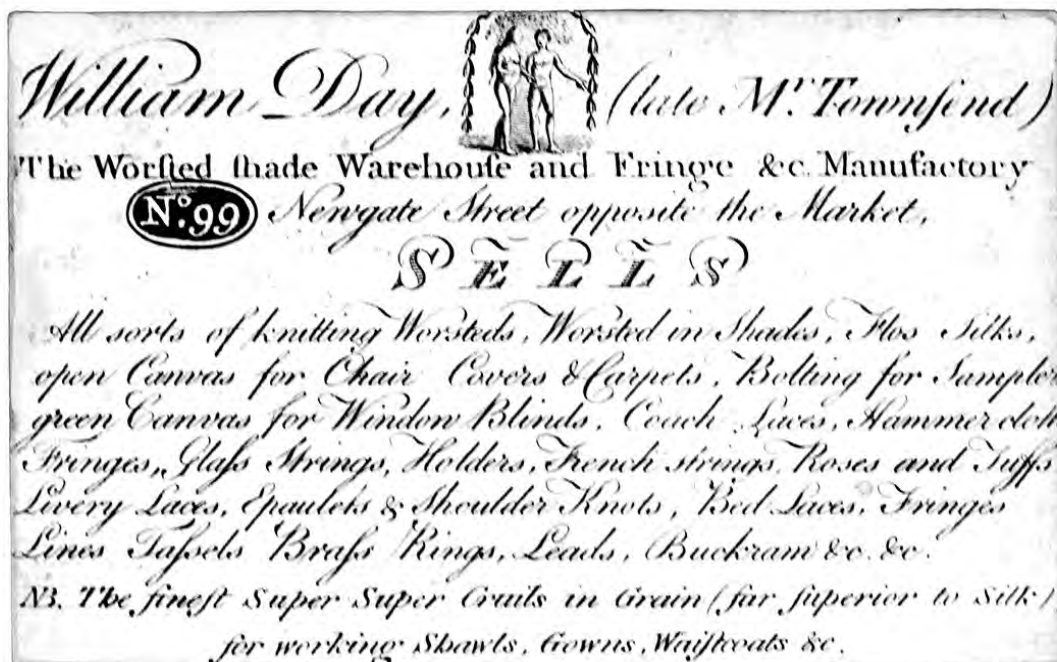 William Day, (late Mr. Townſend)
The Worſted ſhade Warehouſe and Fringe &c. Manufactory
No. 99 Newgate Street opposite the Market,
SELLS
All sorts of knitting Worsteds, Worsted in Shades, Flos Silks,
open Canvas for Chair Covers & Carpets, Bolting for Sampler
green Canvas for Window Blinds, Coach Laces, Hammer cloth
Fringes, Glaſs Strings, Holders, French strings, Roses and Tuffs
Livery Laces, Epaulets & Shoulder Knots, Bed Laces, Fringes
Lines Taſsels Braſs Rings, Leads, Buckram &c. &c.
NB. The fineſt Super Super Cruils in Grain (far ſuperior to Silk)
for working Shawls, Gowns, Waiſtcoats &c.